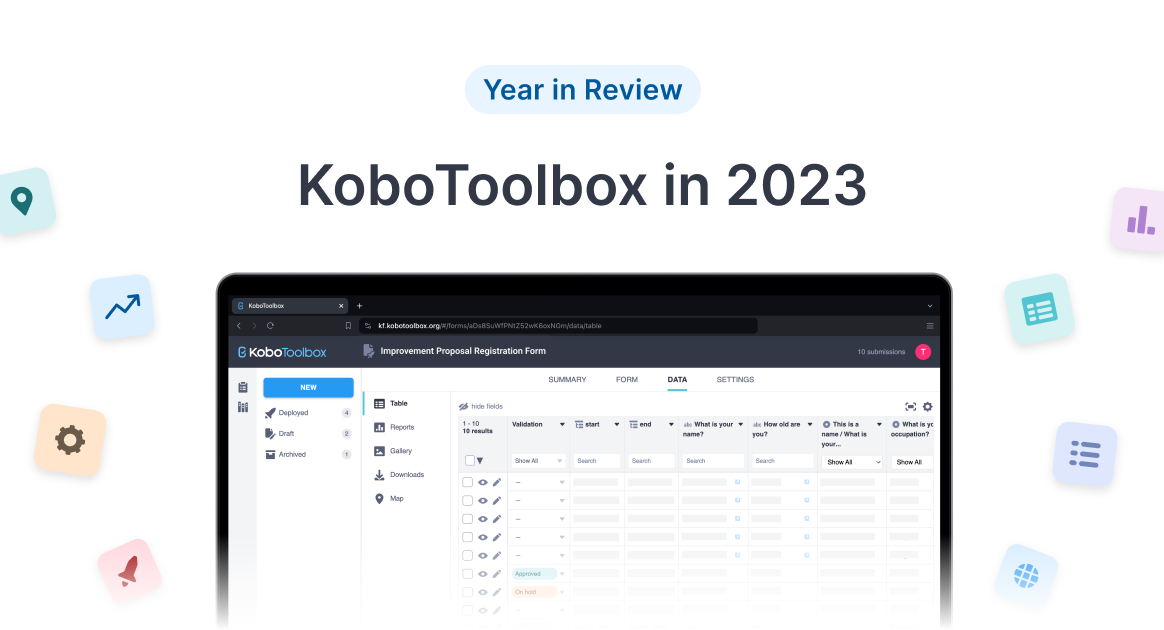 Year in Review
KoboToolbox in 2023
KoboToolbox
kf.kobotoolbox.org/#/forms/aDs8SuWfPNtZ52wK6oxNGm/data/table
KoboToolbox
Improvement Proposal Registration Form
10 submissions
T
NEW
Deployed 4
Draft 2
Archived 1
SUMMARY FORM DATA SETTINGS
Table
Reports
Gallery
Downloads
Map
hide fields
1 - 10
10 results
Validation
start
end
abc What is your
name?
abc How old are
you?
This is a
name / What is
your...
What is yo
occupation?
Show All Search Search Search Search Show All Show All
—
—
—
—
—
Approved
On hold
—